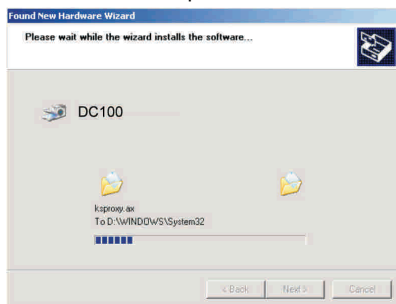 Found New Hardware Wizard
Please wait while the wizard installs the software...
DC100
ksproxy.ax
To D:\WINDOWS\System32
< Back
Next >
Cancel